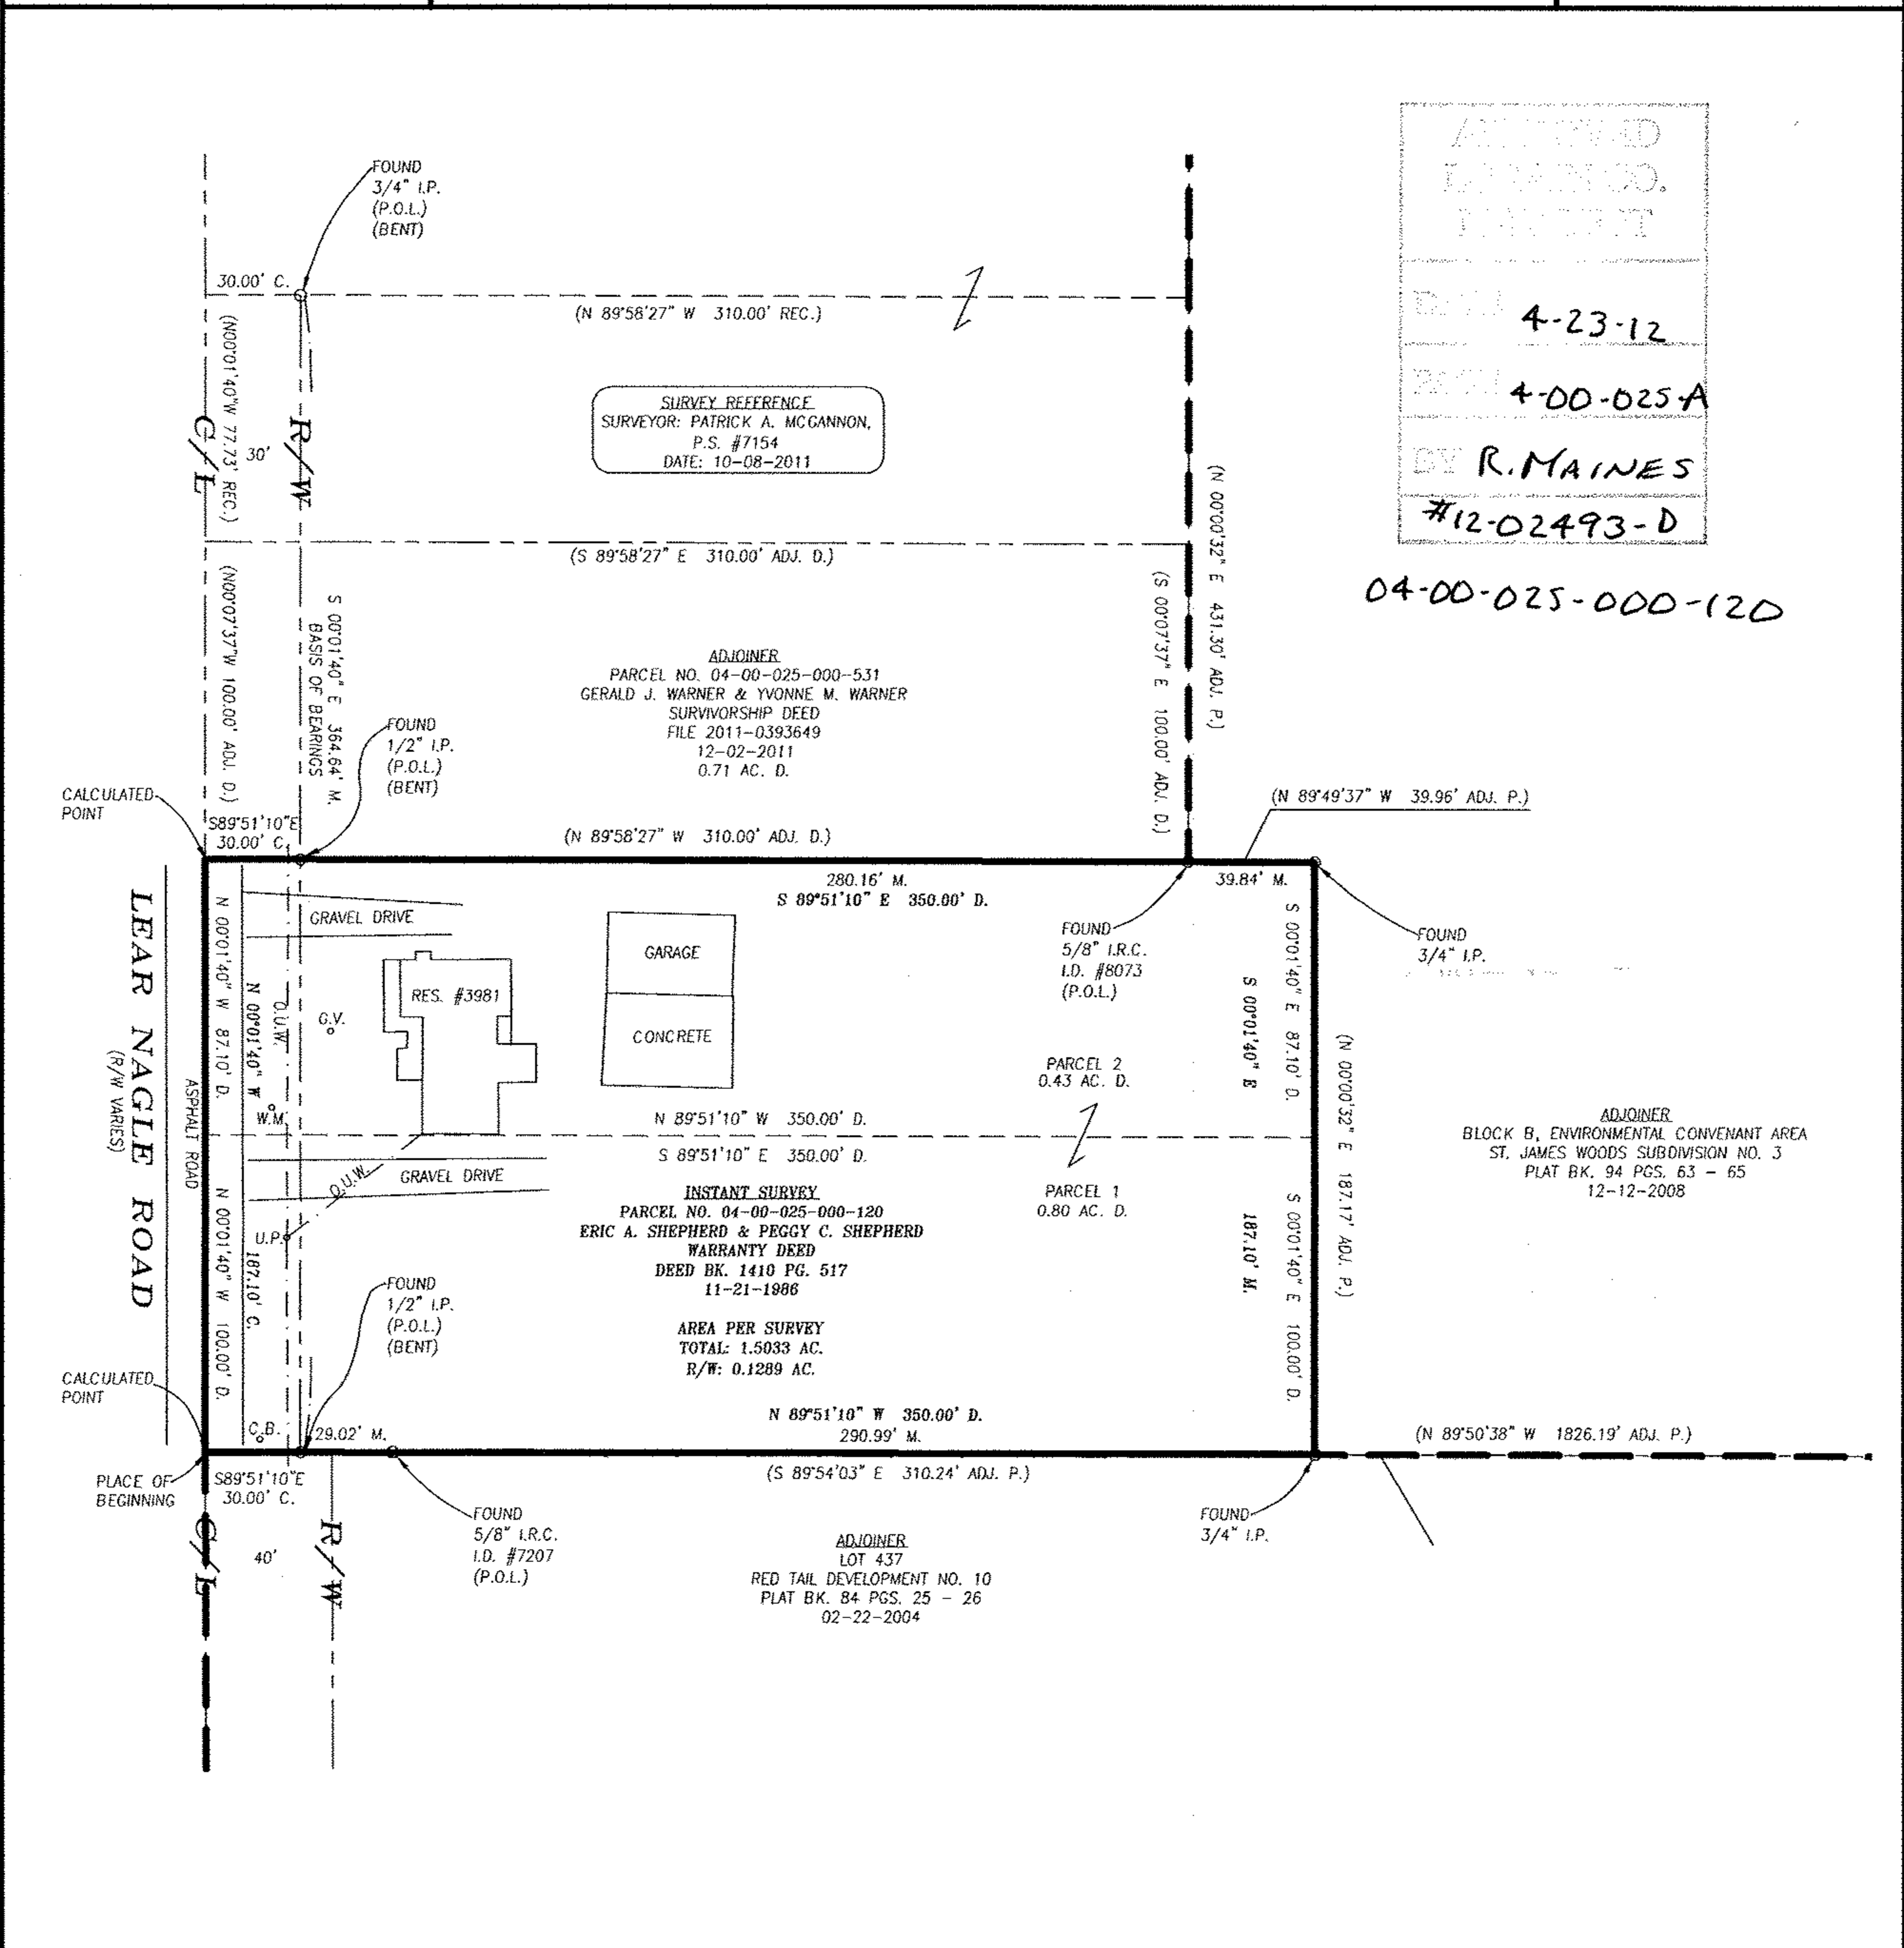 FOUND
3/4" I.P.
(P.O.L.)
(BENT)
30.00' C.
(N 89°58'27" W 310.00' REC.)
(N00°01'40"W 77.73' REC.)
C/L
30'
R/W
SURVEY REFERENCE
SURVEYOR: PATRICK A. MCGANNON,
P.S. #7154
DATE: 10-08-2011
CO.
4-23-12
4-00-025-A
BY R. MAINES
#12-02493-D
04-00-025-000-120
(S 89°58'27" E 310.00' ADJ. D.)
(N 00°00'32" E 431.30' ADJ. P.)
(S 00°07'37" E 100.00' ADJ. D.)
(N00°07'37"W 100.00' ADJ. D.)
S 00°01'40" E 364.64' M.
BASIS OF BEARINGS
ADJOINER
PARCEL NO. 04-00-025-000-531
GERALD J. WARNER & YVONNE M. WARNER
SURVIVORSHIP DEED
FILE 2011-0393649
12-02-2011
0.71 AC. D.
FOUND
1/2" I.P.
(P.O.L.)
(BENT)
CALCULATED
POINT
S89°51'10"E
30.00' C.
(N 89°58'27" W 310.00' ADJ. D.)
(N 89°49'37" W 39.96' ADJ. P.)
280.16' M.
S 89°51'10" E 350.00' D.
39.84' M.
LEAR NAGLE ROAD
(R/W VARIES)
ASPHALT ROAD
N 00°01'40" W 87.10' D.
N 00°01'40" W 187.10' C.
N 00°01'40" W 100.00' D.
GRAVEL DRIVE
O.U.W.
G.V.
RES. #3981
GARAGE
CONCRETE
W.M.
FOUND
5/8" I.R.C.
I.D. #8073
(P.O.L.)
FOUND
3/4" I.P.
S 00°01'40" E 87.10' D.
S 00°01'40" E 187.10' M.
S 00°01'40" E 100.00' D.
(N 00°00'32" E 187.17' ADJ. P.)
PARCEL 2
0.43 AC. D.
N 89°51'10" W 350.00' D.
S 89°51'10" E 350.00' D.
PARCEL 1
0.80 AC. D.
O.U.W.
GRAVEL DRIVE
U.P.
INSTANT SURVEY
PARCEL NO. 04-00-025-000-120
ERIC A. SHEPHERD & PEGGY C. SHEPHERD
WARRANTY DEED
DEED BK. 1410 PG. 517
11-21-1986
AREA PER SURVEY
TOTAL: 1.5033 AC.
R/W: 0.1289 AC.
ADJOINER
BLOCK B, ENVIRONMENTAL CONVENANT AREA
ST. JAMES WOODS SUBDIVISION NO. 3
PLAT BK. 94 PGS. 63 - 65
12-12-2008
FOUND
1/2" I.P.
(P.O.L.)
(BENT)
CALCULATED
POINT
C.B.
29.02' M.
N 89°51'10" W 350.00' D.
290.99' M.
(N 89°50'38" W 1826.19' ADJ. P.)
PLACE OF
BEGINNING
S89°51'10"E
30.00' C.
(S 89°54'03" E 310.24' ADJ. P.)
C/L
40'
R/W
FOUND
5/8" I.R.C.
I.D. #7207
(P.O.L.)
FOUND
3/4" I.P.
ADJOINER
LOT 437
RED TAIL DEVELOPMENT NO. 10
PLAT BK. 84 PGS. 25 - 26
02-22-2004